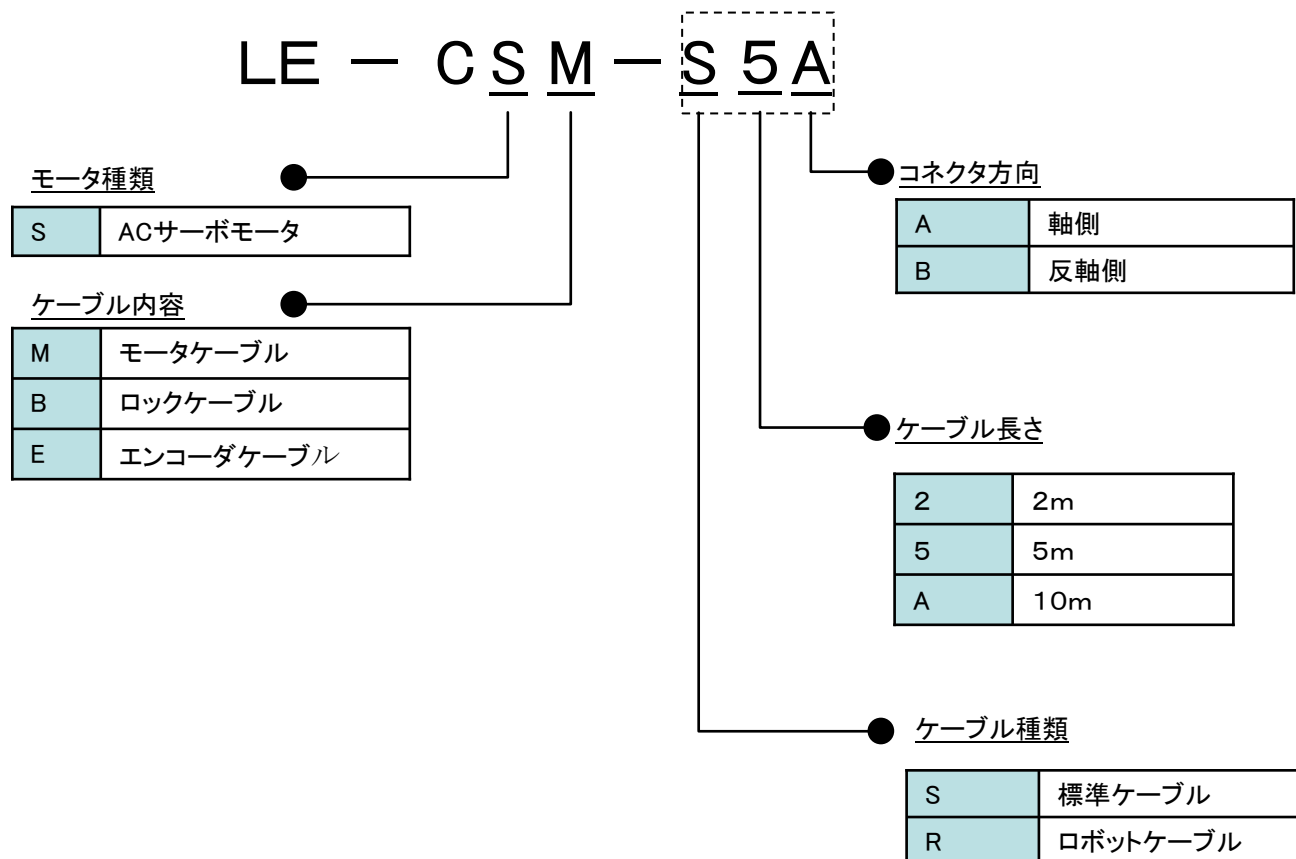 LE － CSM－S５A
モータ種類
S ACサーボモータ
ケーブル内容
M モータケーブル
B ロックケーブル
E エンコーダケーブル
コネクタ方向
A 軸側
B 反軸側
ケーブル長さ
２ ２ｍ
５ ５ｍ
A １０ｍ
ケーブル種類
S 標準ケーブル
R ロボットケーブル